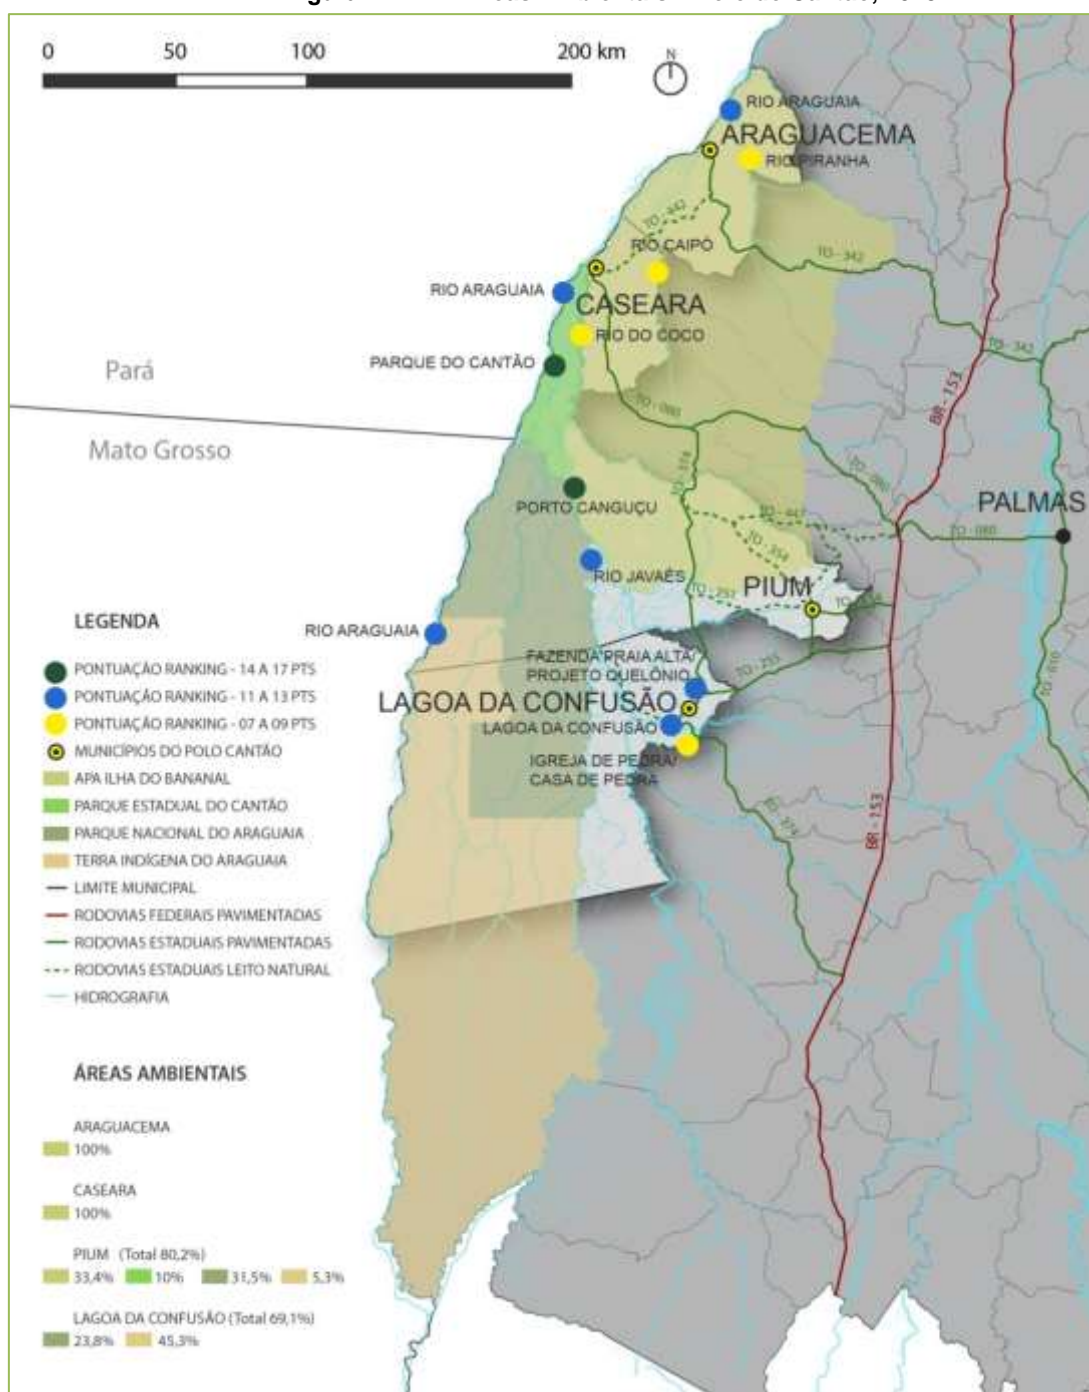 0 50 100 200 km
N
RIO ARAGUAIA
ARAGUACEMA
RIO PIRANHA
TO - 442
RIO CAIPÓ
TO - 342
RIO ARAGUAIA
CASEARA
RIO DO COCO
TO - 342
PARQUE DO CANTÃO
Pará
BR - 153
TO - 080
Mato Grosso
TO - 374
TO - 080
PORTO CANGUÇU
PALMAS
TO - 447
TO - 080
TO - 354
RIO JAVAÉS
PIUM
LEGENDA
RIO ARAGUAIA
FAZENDA PRAIA ALTA/
PROJETO QUELÔNIO
TO - 255
PONTUAÇÃO RANKING - 14 A 17 PTS
PONTUAÇÃO RANKING - 11 A 13 PTS
LAGOA DA CONFUSÃO
PONTUAÇÃO RANKING - 07 A 09 PTS
LAGOA DA CONFUSÃO
MUNICÍPIOS DO POLO CANTÃO
IGREJA DE PEDRA/
CASA DE PEDRA
APA ILHA DO BANANAL
PARQUE ESTADUAL DO CANTÃO
PARQUE NACIONAL DO ARAGUAIA
TO - 374
BR - 153
TERRA INDÍGENA DO ARAGUAIA
LIMITE MUNICIPAL
RODOVIAS FEDERAIS PAVIMENTADAS
RODOVIAS ESTADUAIS PAVIMENTADAS
RODOVIAS ESTADUAIS LEITO NATURAL
HIDROGRAFIA
ÁREAS AMBIENTAIS
ARAGUACEMA
100%
CASEARA
100%
PIUM (Total 80,2%)
33,4% 10% 31,5% 5,3%
LAGOA DA CONFUSÃO (Total 69,1%)
23,8% 45,3%